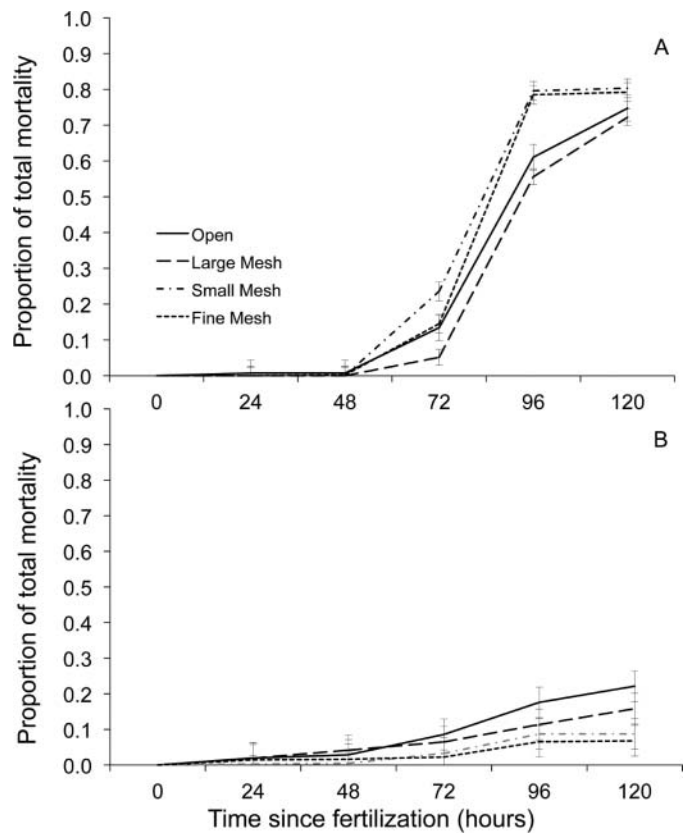 A
Proportion of total mortality
1.0
0.9
0.8
0.7
0.6
0.5
0.4
0.3
0.2
0.1
0.0
Open
Large Mesh
Small Mesh
Fine Mesh
0 24 48 72 96 120
B
Proportion of total mortality
1.0
0.9
0.8
0.7
0.6
0.5
0.4
0.3
0.2
0.1
0.0
0 24 48 72 96 120
Time since fertilization (hours)